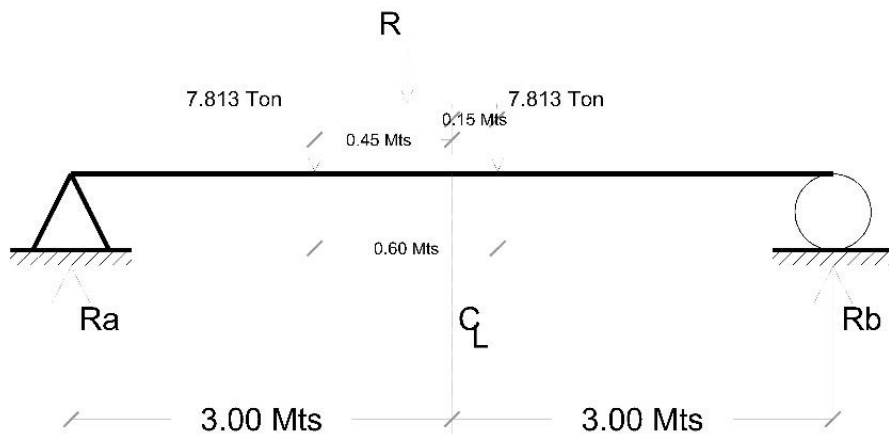 R
7.813 Ton
7.813 Ton
0.15 Mts
0.45 Mts
0.60 Mts
Ra
CL
Rb
3.00 Mts
3.00 Mts